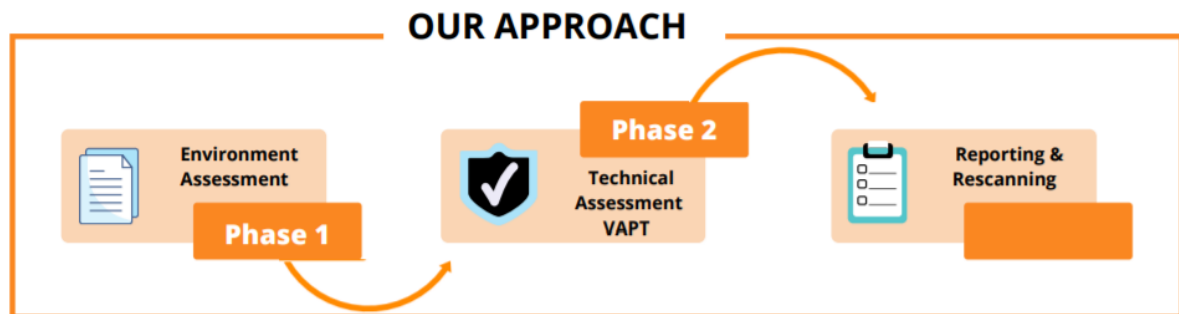 OUR APPROACH
Environment
Assessment
Phase 1
Phase 2
Technical
Assessment
VAPT
Reporting &
Rescanning